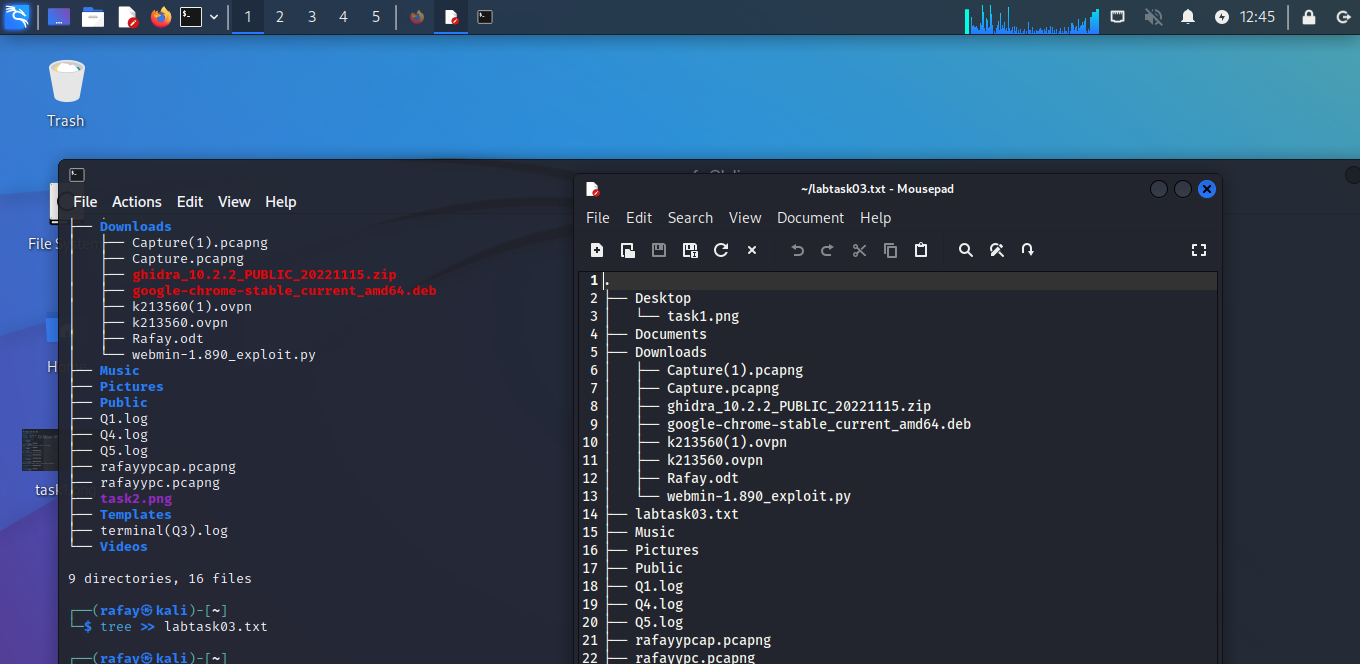 1 2 3 4 5 12:45
Trash
File
task
File Actions Edit View Help
├── Downloads
│   ├── Capture(1).pcapng
│   ├── Capture.pcapng
│   ├── ghidra_10.2.2_PUBLIC_20221115.zip
│   ├── google-chrome-stable_current_amd64.deb
│   ├── k213560(1).ovpn
│   ├── k213560.ovpn
│   ├── Rafay.odt
│   └── webmin-1.890_exploit.py
├── Music
├── Pictures
├── Public
├── Q1.log
├── Q4.log
├── Q5.log
├── rafayypcap.pcapng
├── rafayypc.pcapng
├── task2.png
├── Templates
├── terminal(Q3).log
└── Videos
9 directories, 16 files
┌──(rafay㉿kali)-[~]
└─$ tree >> labtask03.txt
┌──(rafay㉿kali)-[~]
~/labtask03.txt - Mousepad
File Edit Search View Document Help
1 .
2 ├── Desktop
3 │   └── task1.png
4 ├── Documents
5 ├── Downloads
6 │   ├── Capture(1).pcapng
7 │   ├── Capture.pcapng
8 │   ├── ghidra_10.2.2_PUBLIC_20221115.zip
9 │   ├── google-chrome-stable_current_amd64.deb
10 │   ├── k213560(1).ovpn
11 │   ├── k213560.ovpn
12 │   ├── Rafay.odt
13 │   └── webmin-1.890_exploit.py
14 ├── labtask03.txt
15 ├── Music
16 ├── Pictures
17 ├── Public
18 ├── Q1.log
19 ├── Q4.log
20 ├── Q5.log
21 ├── rafayypcap.pcapng
22 ├── rafayypc.pcapng